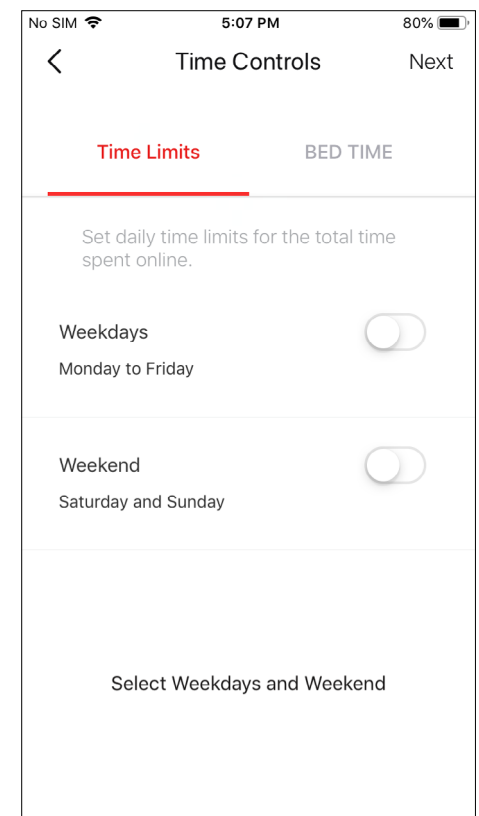 No SIM 5:07 PM 80%
Time Controls Next
Time Limits BED TIME
Set daily time limits for the total time
spent online.
Weekdays
Monday to Friday
Weekend
Saturday and Sunday
Select Weekdays and Weekend